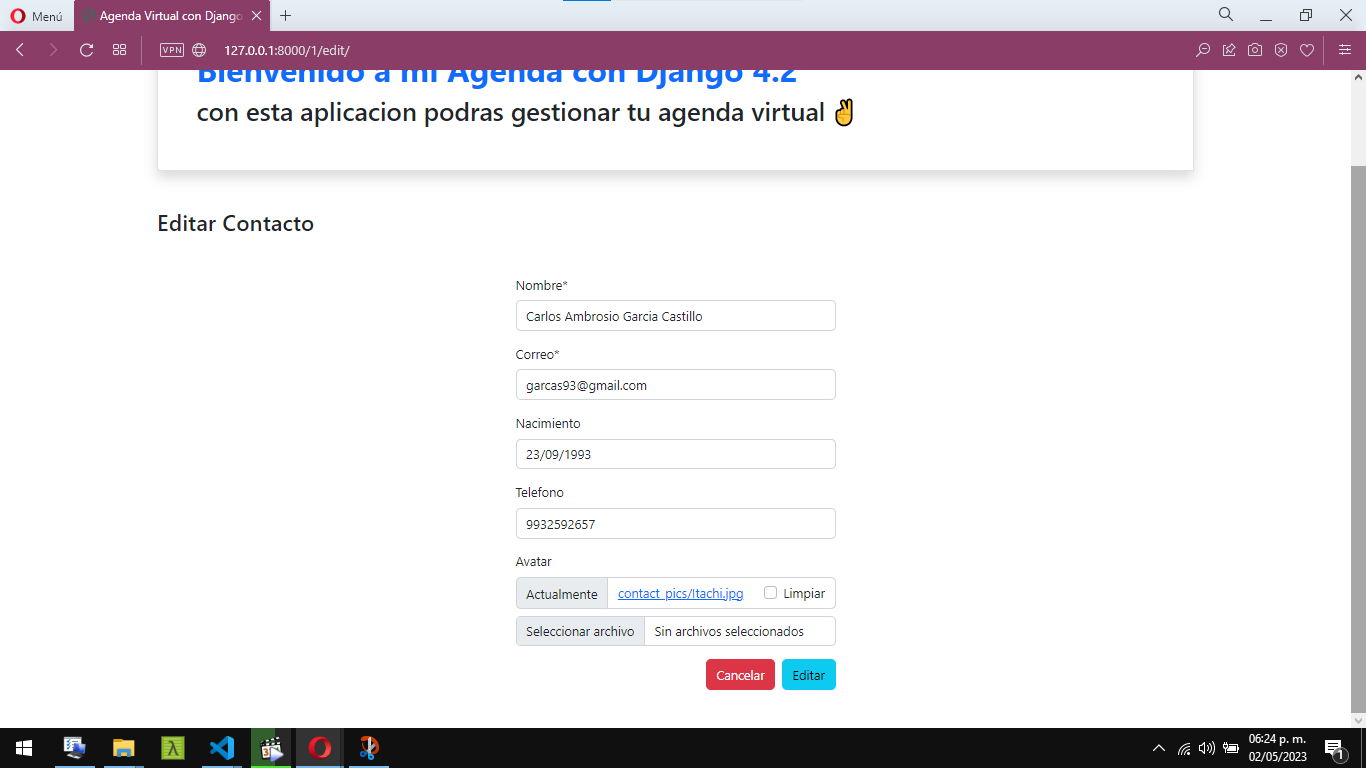 Menú
Agenda Virtual con Django
VPN
127.0.0.1:8000/1/edit/
Bienvenido a mi Agenda con Django 4.2
con esta aplicacion podras gestionar tu agenda virtual ✌
Editar Contacto
Nombre*
Carlos Ambrosio Garcia Castillo
Correo*
garcas93@gmail.com
Nacimiento
23/09/1993
Telefono
9932592657
Avatar
Actualmente contact_pics/Itachi.jpg Limpiar
Seleccionar archivo Sin archivos seleccionados
Cancelar Editar
06:24 p. m.
02/05/2023
1